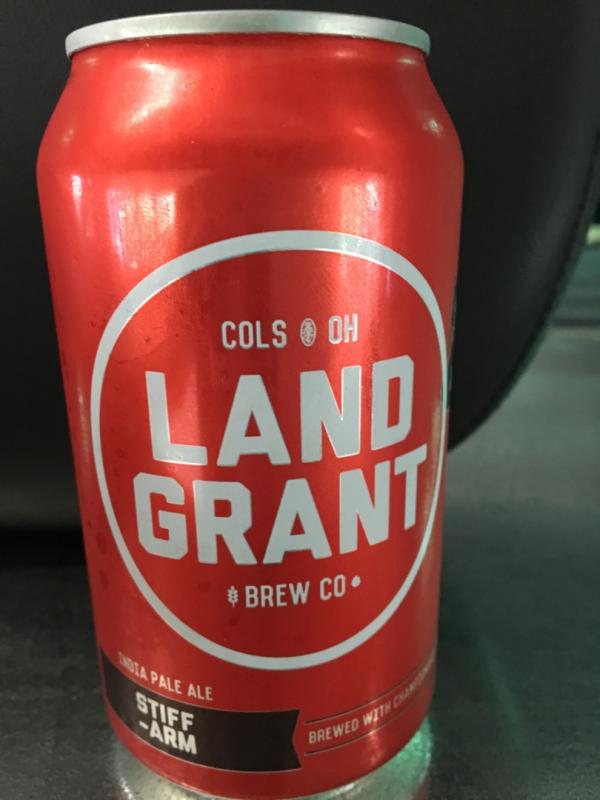 COLS OH
LAND
GRANT
BREW CO
INDIA PALE ALE
STIFF
-ARM
BREWED WITH